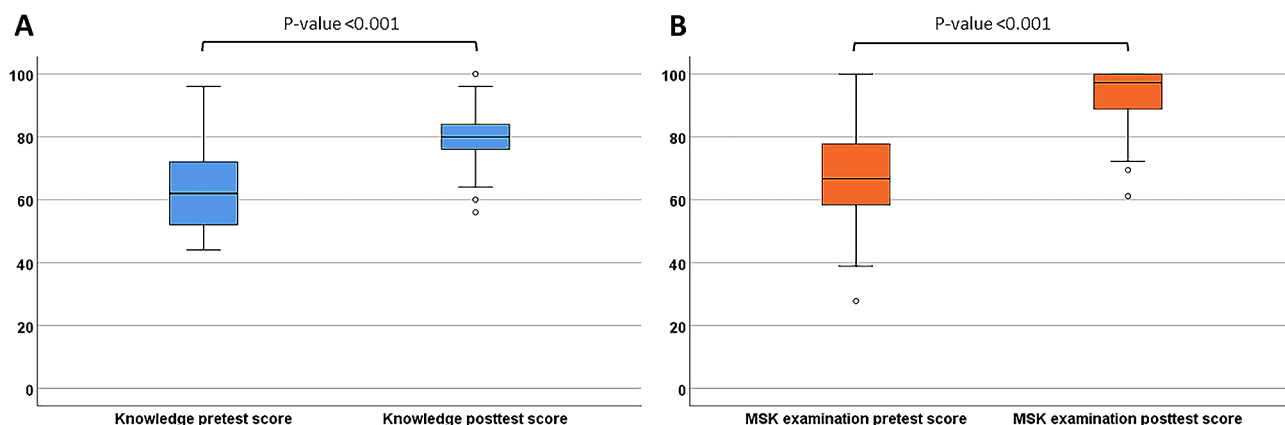 A
P-value <0.001
100
80
60
40
20
0
Knowledge pretest score
Knowledge posttest score
B
P-value <0.001
100
80
60
40
20
0
MSK examination pretest score
MSK examination posttest score